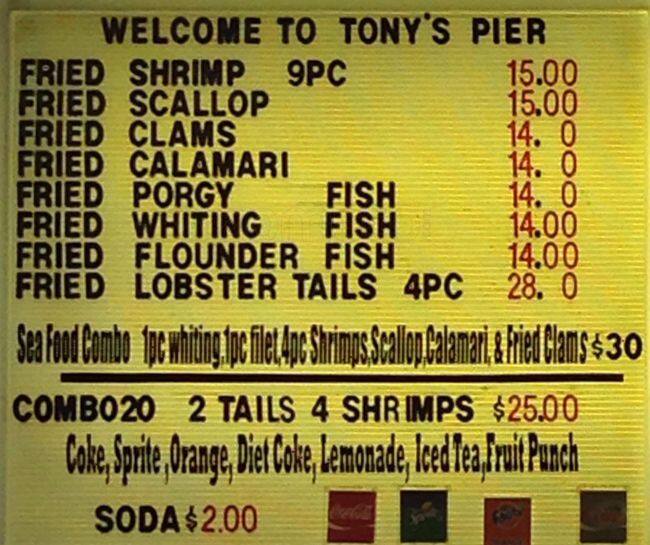 WELCOME TO TONY'S PIER
FRIED SHRIMP 9PC 15.00
FRIED SCALLOP 15.00
FRIED CLAMS 14. 0
FRIED CALAMARI 14. 0
FRIED PORGY FISH 14. 0
FRIED WHITING FISH 14.00
FRIED FLOUNDER FISH 14.00
FRIED LOBSTER TAILS 4PC 28. 0
Sea Food Combo 1pc whiting,1pc filet,4pc Shrimps,Scallop,Calamari, & Fried Clams $30
COMBO20 2 TAILS 4 SHRIMPS $25.00
Coke, Sprite ,Orange, Diet Coke, Lemonade, Iced Tea,Fruit Punch
SODA $2.00